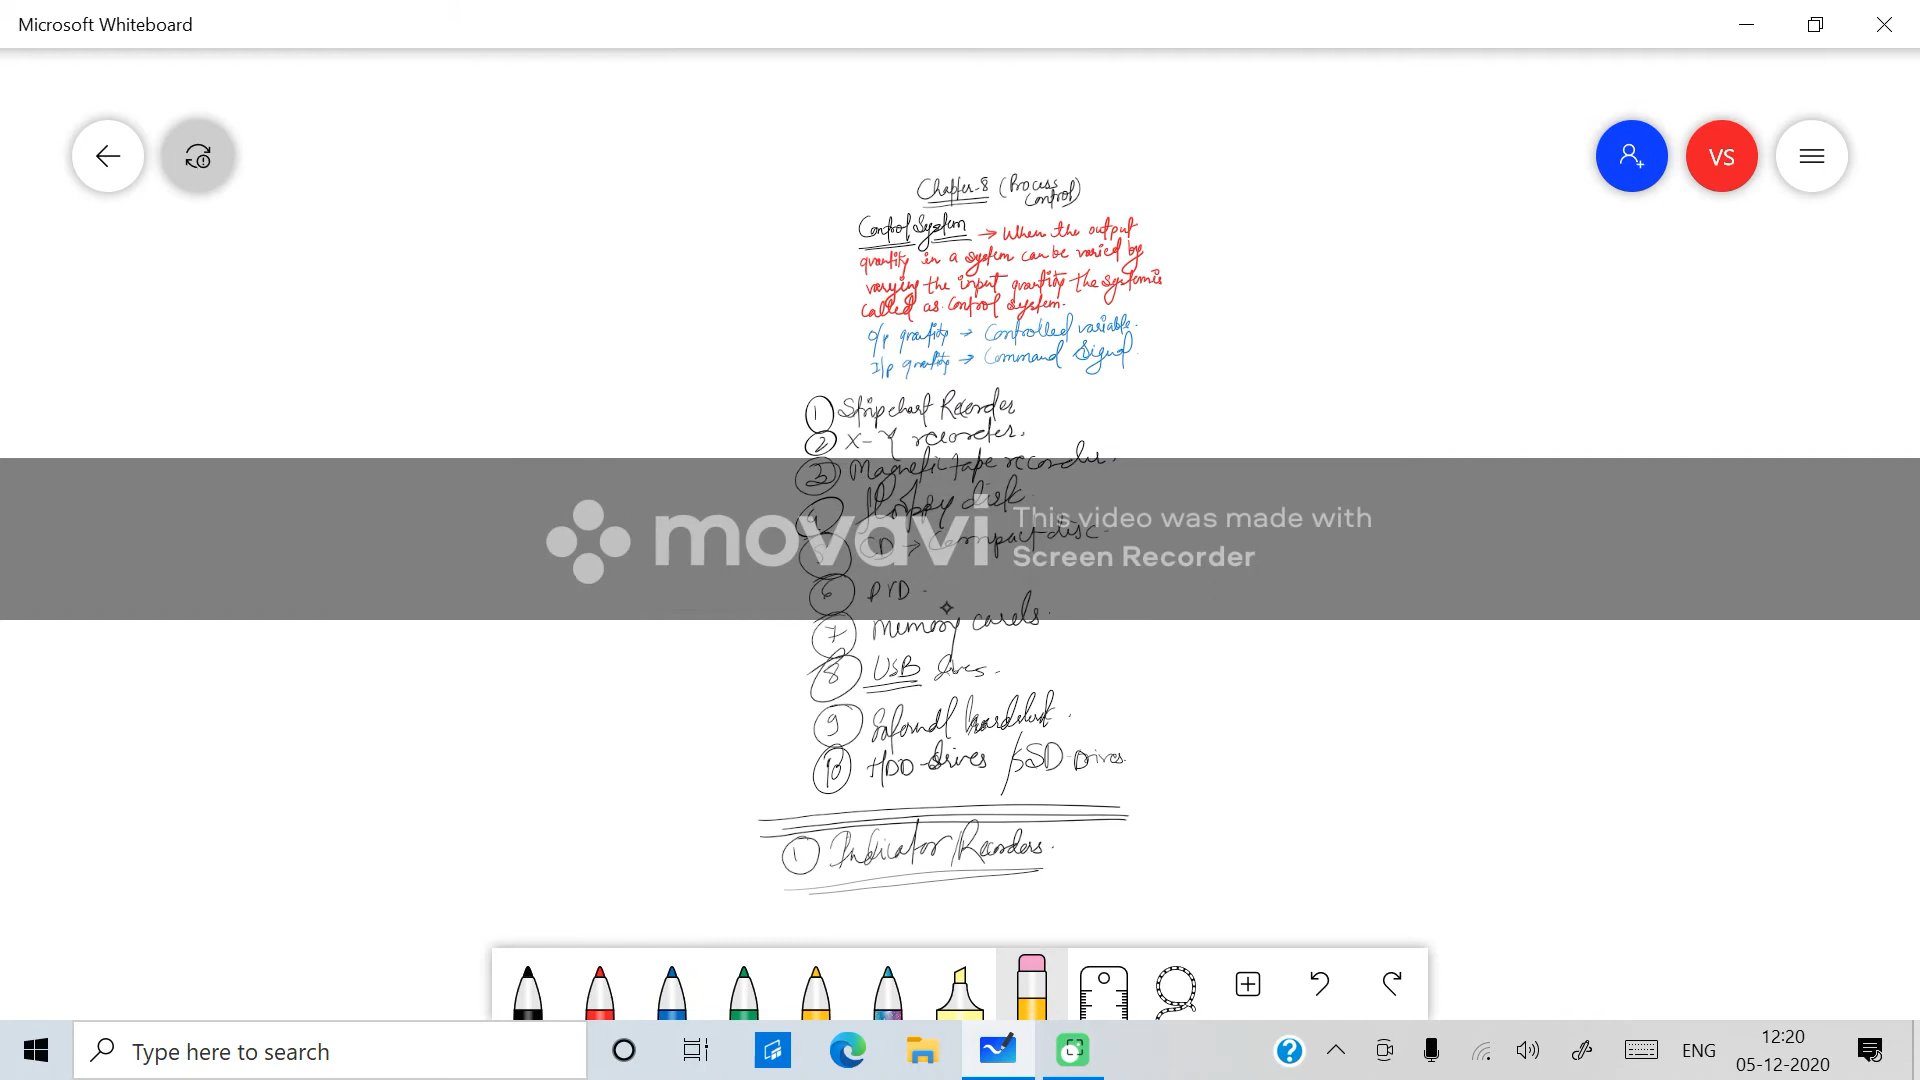 Microsoft Whiteboard
VS
Chapter-8 (Process
Control)
Control System → When the output
quantity in a system can be varied by
varying the input quantity the system is
called as control system.
O/p quantity → Controlled variable.
I/p quantity → Command Signal
1 Strip chart Recorder
2 X-Y recorder.
3 Magnetic tape recorder.
4 floppy disk
5 CD → Compact disc
6 DVD.
7 Memory cards.
8 USB
9
10 HDD drives / SSD Drives.
1 Indicator/Recorders.
movavi
This video was made with
Screen Recorder
Type here to search
ENG
12:20
05-12-2020